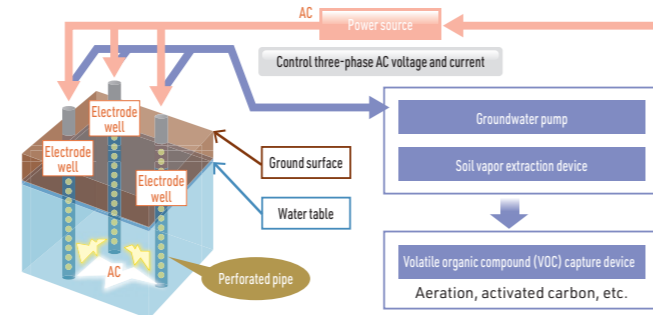 AC
Power source
Control three-phase AC voltage and current
Electrode
well
Electrode
well
Electrode
well
Ground surface
Water table
AC
Perforated pipe
Groundwater pump
Soil vapor extraction device
Volatile organic compound (VOC) capture device
Aeration, activated carbon, etc.